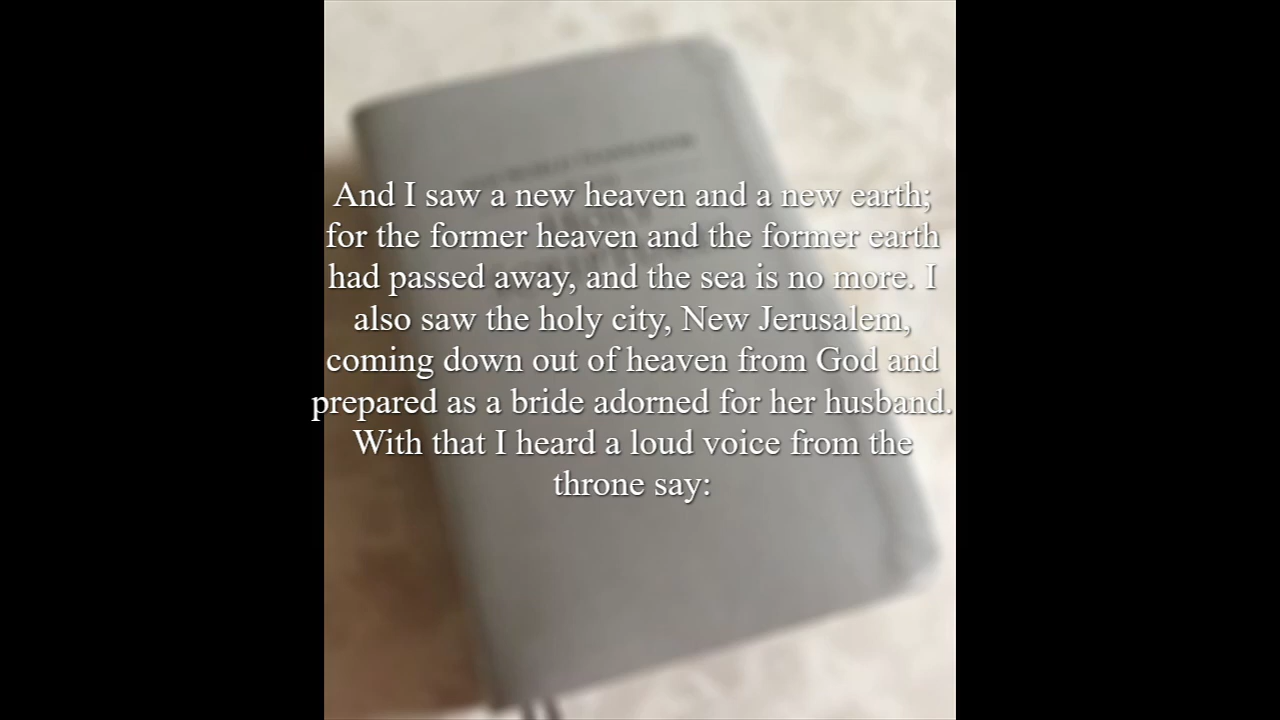 And I saw a new heaven and a new earth;
for the former heaven and the former earth
had passed away, and the sea is no more. I
also saw the holy city, New Jerusalem,
coming down out of heaven from God and
prepared as a bride adorned for her husband.
With that I heard a loud voice from the
throne say: